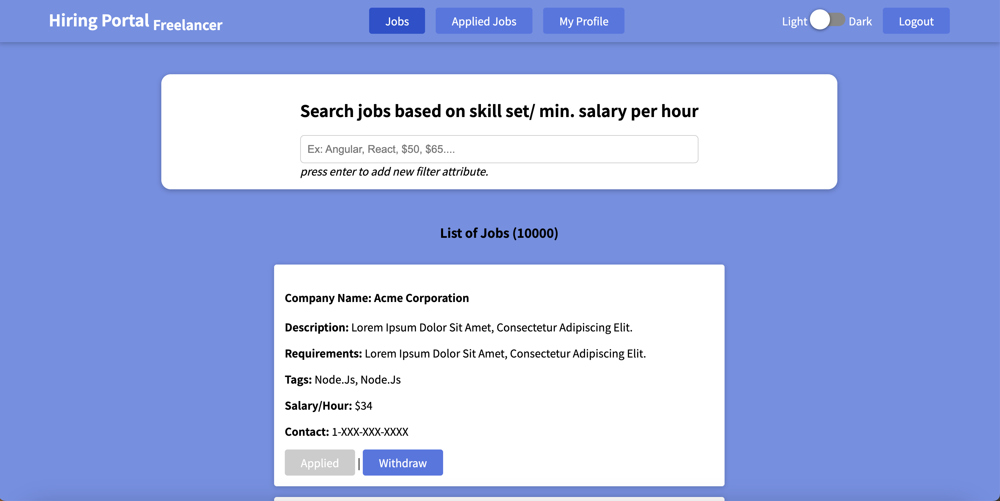 Hiring Portal Freelancer
Jobs
Applied Jobs
My Profile
Light
Dark
Logout
Search jobs based on skill set/ min. salary per hour
Ex: Angular, React, $50, $65....
press enter to add new filter attribute.
List of Jobs (10000)
Company Name: Acme Corporation
Description: Lorem Ipsum Dolor Sit Amet, Consectetur Adipiscing Elit.
Requirements: Lorem Ipsum Dolor Sit Amet, Consectetur Adipiscing Elit.
Tags: Node.Js, Node.Js
Salary/Hour: $34
Contact: 1-XXX-XXX-XXXX
Applied | Withdraw